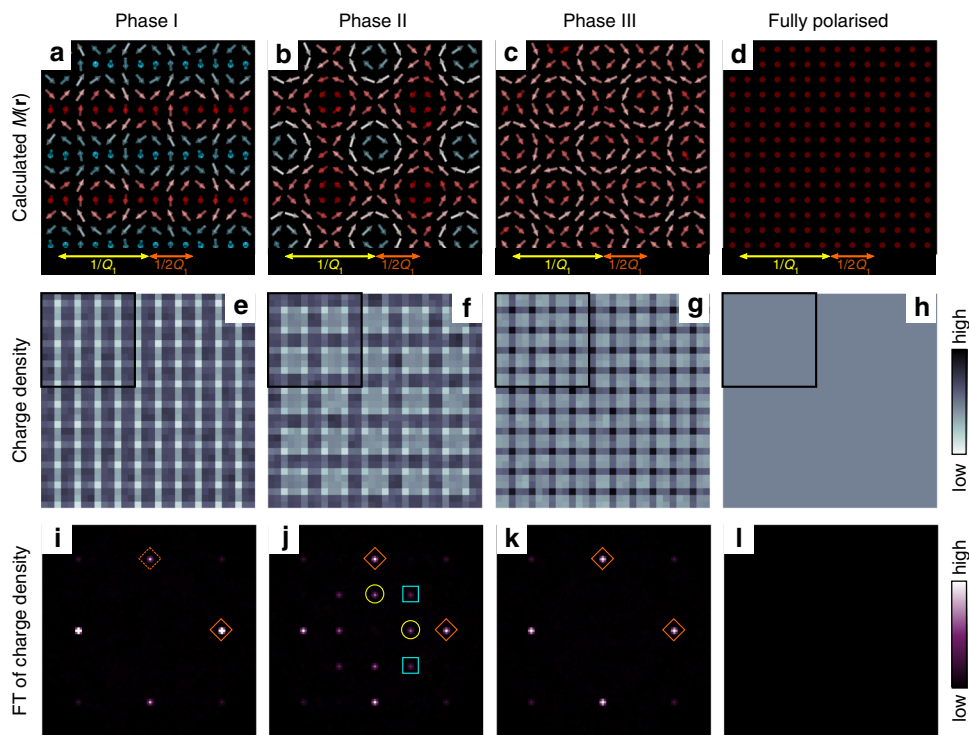 Phase I Phase II Phase III Fully polarised
Calculated M(r)
a b c d
1/Q₁ 1/2Q₁ 1/Q₁ 1/2Q₁ 1/Q₁ 1/2Q₁ 1/Q₁ 1/2Q₁
Charge density
e f g h
high
low
FT of charge density
i j k l
high
low